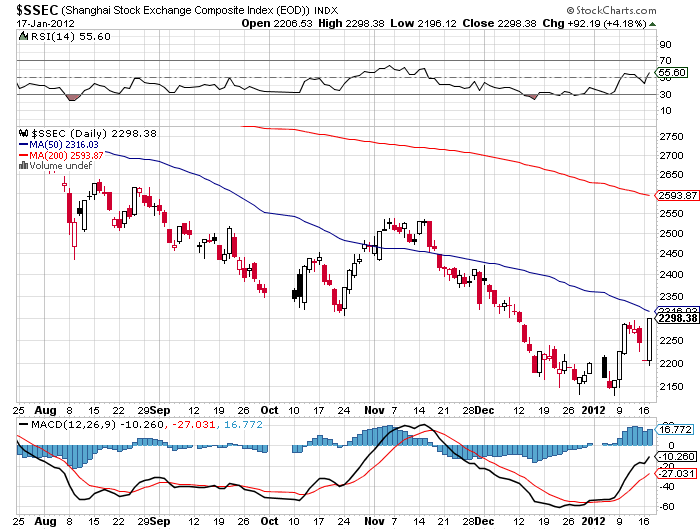 $SSEC (Shanghai Stock Exchange Composite Index (EOD)) INDX
© StockCharts.com
17-Jan-2012
Open 2206.53 High 2298.38 Low 2196.12 Close 2298.38 Chg +92.19 (+4.18%)
RSI(14) 55.60
90
70
55.60
50
30
10
$SSEC (Daily) 2298.38
MA(50) 2316.03
MA(200) 2593.87
Volume undef
2750
2700
2650
2593.87
2550
2500
2450
2400
2350
2316.03
2298.38
2250
2200
2150
25 Aug 8 15 22 Sep 13 19 26 Oct 10 17 24 Nov 7 14 21 28 Dec 12 19 26 2012 9 16
MACD(12,26,9) -10.260, -27.031, 16.772
20
16.772
0
-10.260
-20
-27.031
-40
-60
25 Aug 8 15 22 Sep 13 19 26 Oct 10 17 24 Nov 7 14 21 28 Dec 12 19 26 2012 9 16